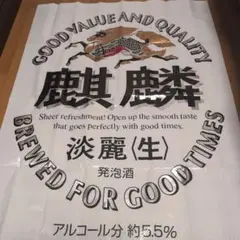 GOOD VALUE AND QUALITY
麒麟
Sheer refreshment! Open up the smooth taste
that goes perfectly with good times.
淡麗〈生〉
発泡酒
BREWED FOR GOOD TIMES
アルコール分 約5.5%